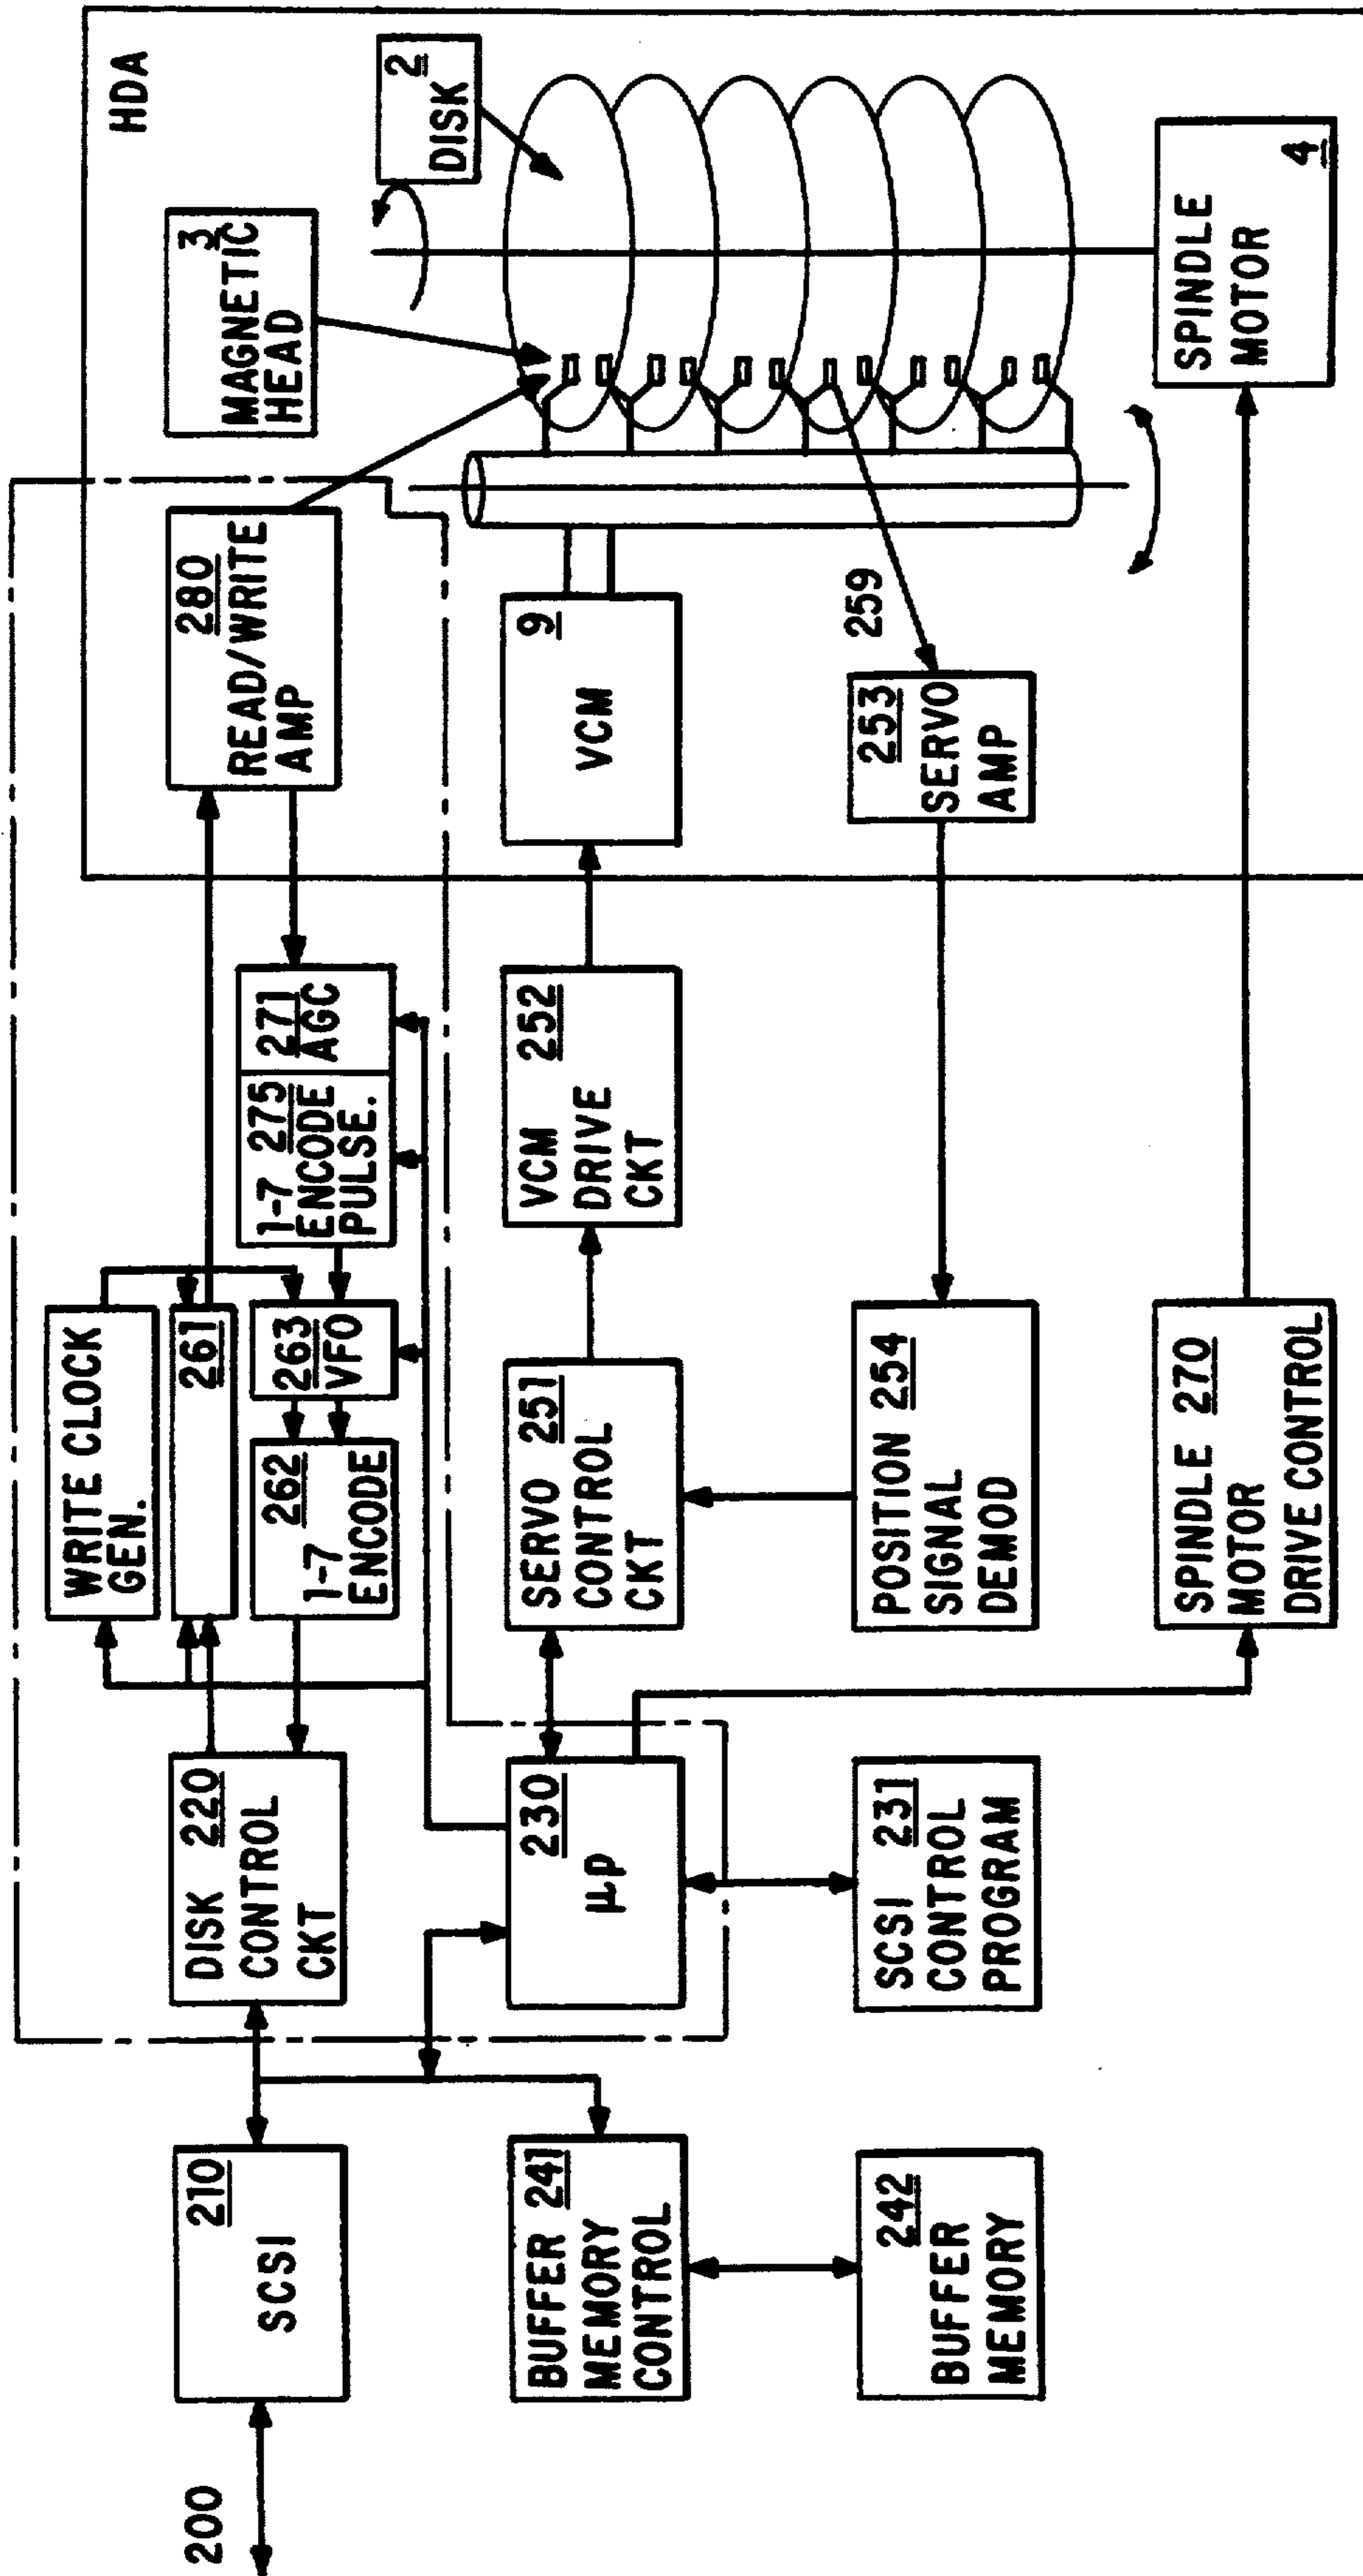 HDA
3
MAGNETIC
HEAD
2
DISK
280
READ/WRITE
AMP
WRITE CLOCK
GEN.
261
271
AGC
1-7 275
ENCODE
PULSE.
263
VFO
262
1-7
ENCODE
DISK 220
CONTROL
CKT
210
SCSI
200
9
VCM
VCM 252
DRIVE
CKT
SERVO 251
CONTROL
CKT
230
μp
BUFFER 241
MEMORY
CONTROL
259
253
SERVO
AMP
POSITION 254
SIGNAL
DEMOD
SCSI 231
CONTROL
PROGRAM
242
BUFFER
MEMORY
SPINDLE
MOTOR
4
SPINDLE 270
MOTOR
DRIVE CONTROL